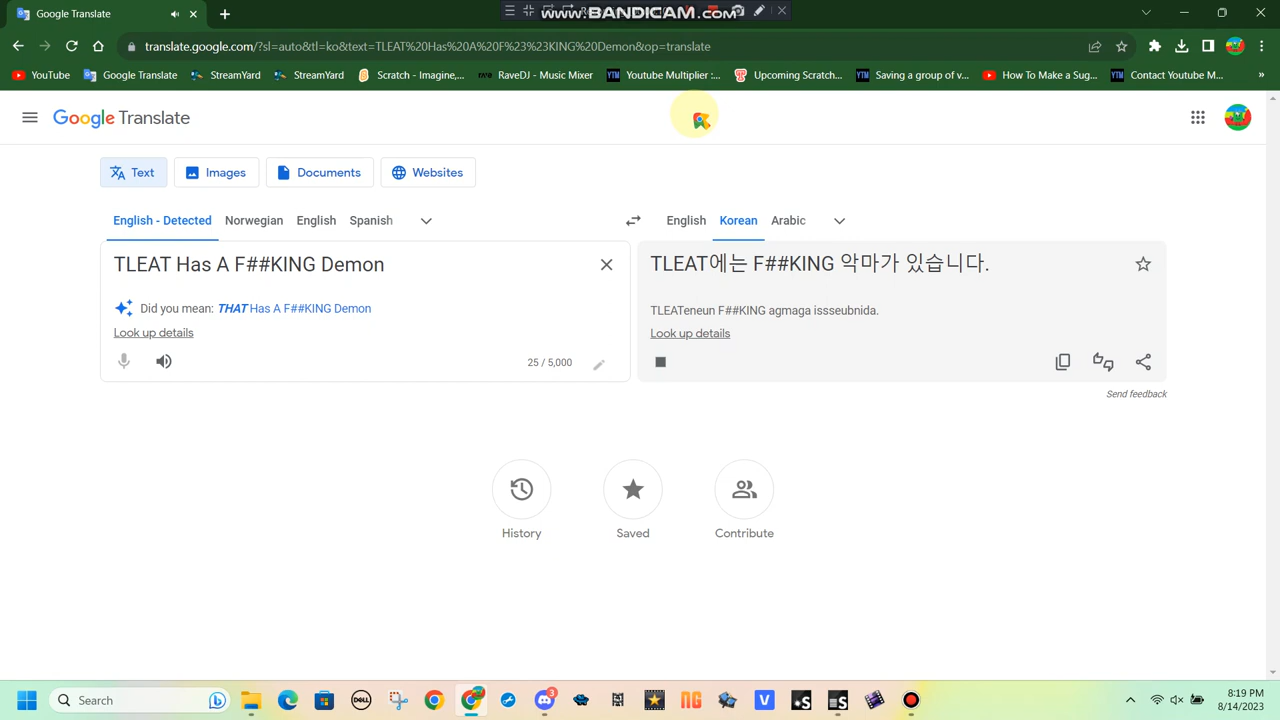 Google Translate
www.BANDICAM.com
translate.google.com/?sl=auto&tl=ko&text=TLEAT%20Has%20A%20F%23%23KING%20Demon&op=translate
YouTube
Google Translate
StreamYard
StreamYard
Scratch - Imagine,...
RaveDJ - Music Mixer
Youtube Multiplier :...
Upcoming Scratch...
Saving a group of v...
How To Make a Sug...
Contact Youtube M...
»
Google Translate
Text
Images
Documents
Websites
English - Detected
Norwegian
English
Spanish
English
Korean
Arabic
TLEAT Has A F##KING Demon
TLEAT에는 F##KING 악마가 있습니다.
Did you mean: THAT Has A F##KING Demon
TLEATeneun F##KING agmaga issseubnida.
Look up details
Look up details
25 / 5,000
Send feedback
History
Saved
Contribute
Search
DELL
3
NG
V
8:19 PM
8/14/2023